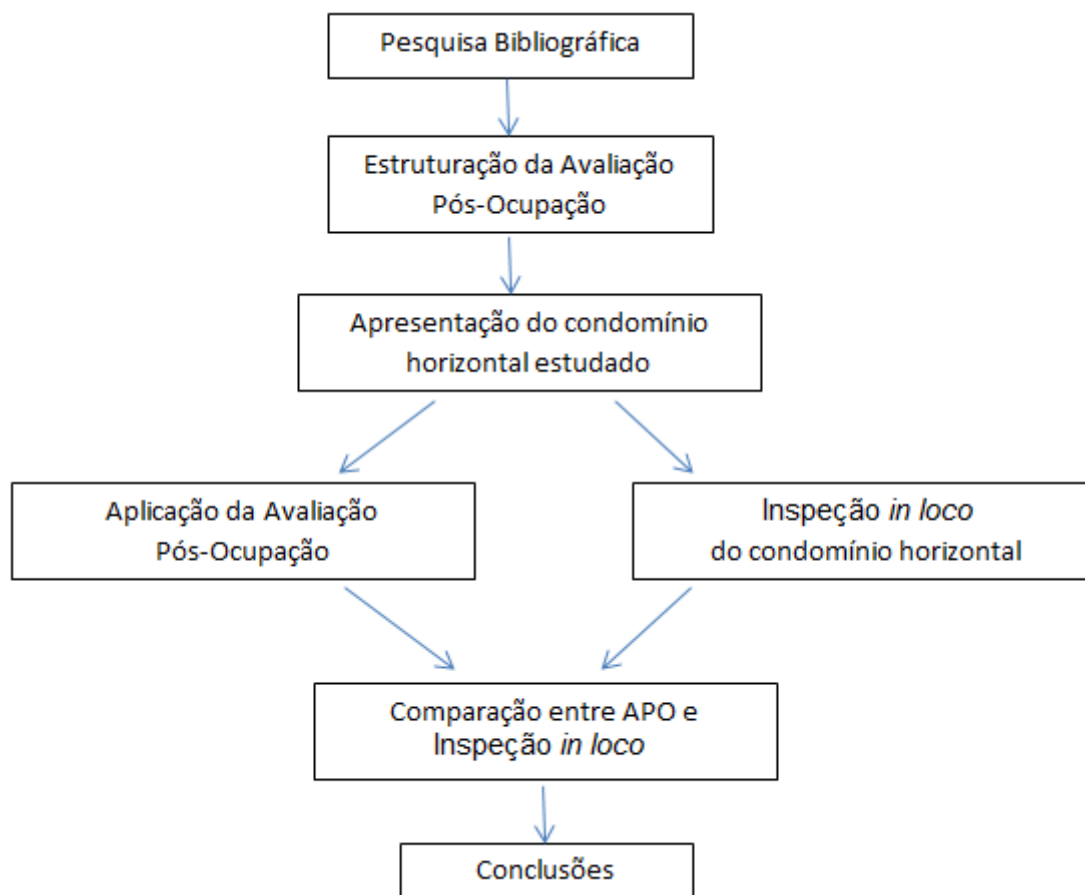 Pesquisa Bibliográfica
Estruturação da Avaliação
Pós-Ocupação
Apresentação do condomínio
horizontal estudado
Aplicação da Avaliação
Pós-Ocupação
Inspeção in loco
do condomínio horizontal
Comparação entre APO e
Inspeção in loco
Conclusões